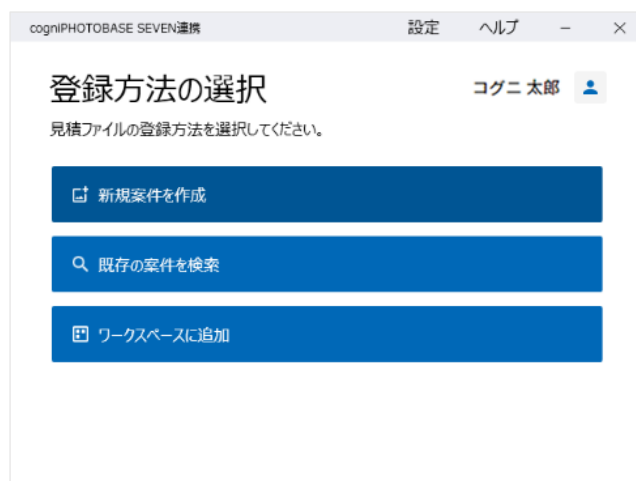 cogniPHOTOBASE SEVEN連携 設定 ヘルプ
登録方法の選択 コグニ 太郎
見積ファイルの登録方法を選択してください。
新規案件を作成
既存の案件を検索
ワークスペースに追加